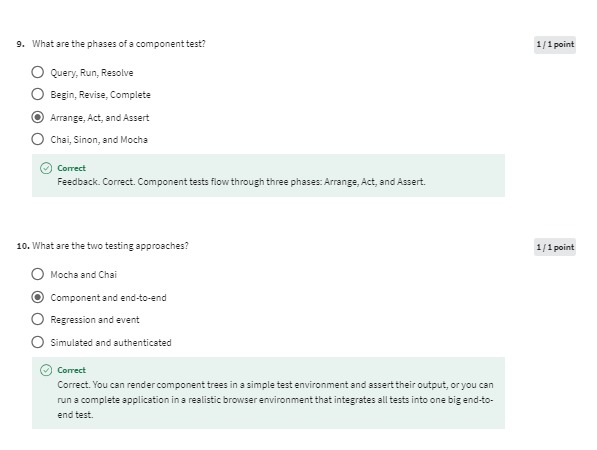 9. What are the phases of a component test?
1 / 1 point
Query, Run, Resolve
Begin, Revise, Complete
Arrange, Act, and Assert
Chai, Sinon, and Mocha
Correct
Feedback. Correct. Component tests flow through three phases: Arrange, Act, and Assert.
10. What are the two testing approaches?
1 / 1 point
Mocha and Chai
Component and end-to-end
Regression and event
Simulated and authenticated
Correct
Correct. You can render component trees in a simple test environment and assert their output, or you can
run a complete application in a realistic browser environment that integrates all tests into one big end-to-
end test.